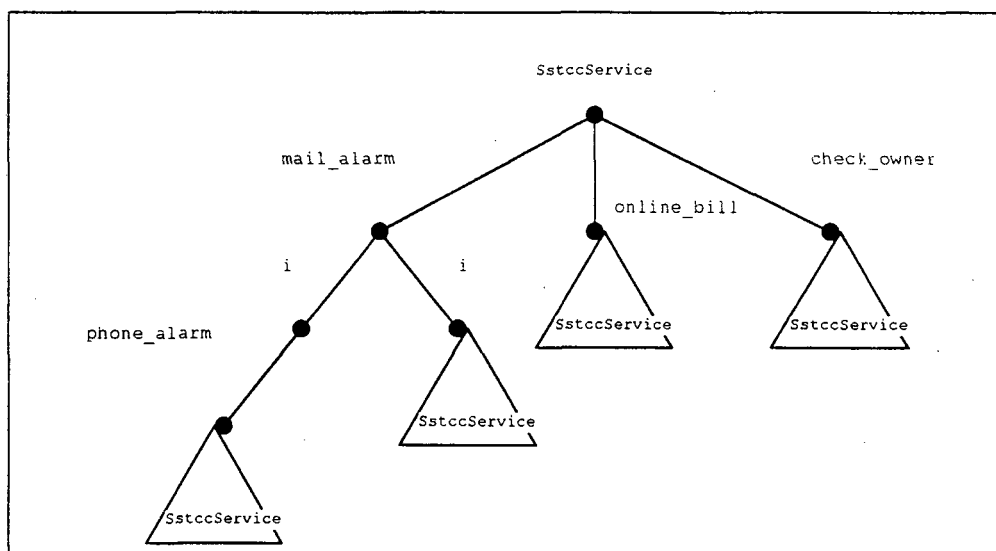 SstccService
mail_alarm
check_owner
online_bill
i
i
phone_alarm
SstccService
SstccService
SstccService
SstccService